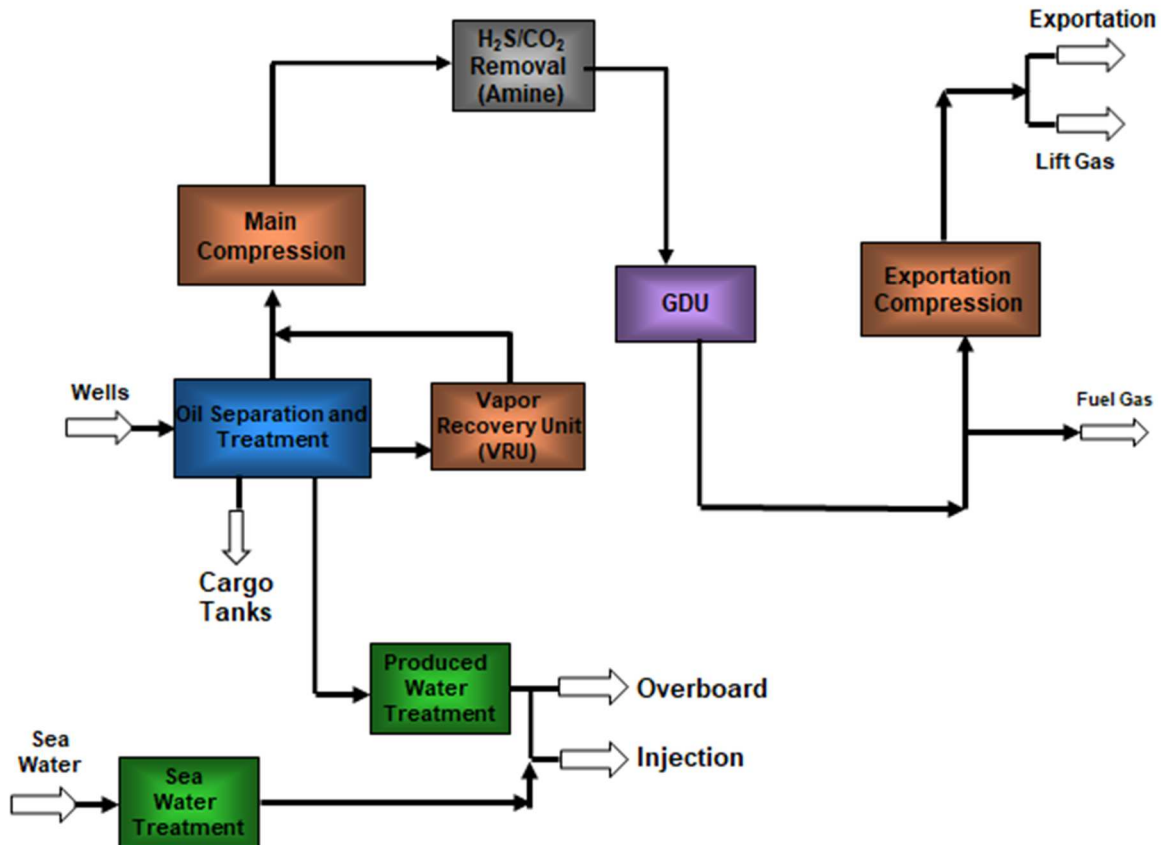 Exportation
H₂S/CO₂
Removal
(Amine)
Lift Gas
Main
Compression
GDU
Exportation
Compression
Wells
Oil Separation and
Treatment
Vapor
Recovery Unit
(VRU)
Fuel Gas
Cargo
Tanks
Produced
Water
Treatment
Overboard
Injection
Sea
Water
Sea
Water
Treatment